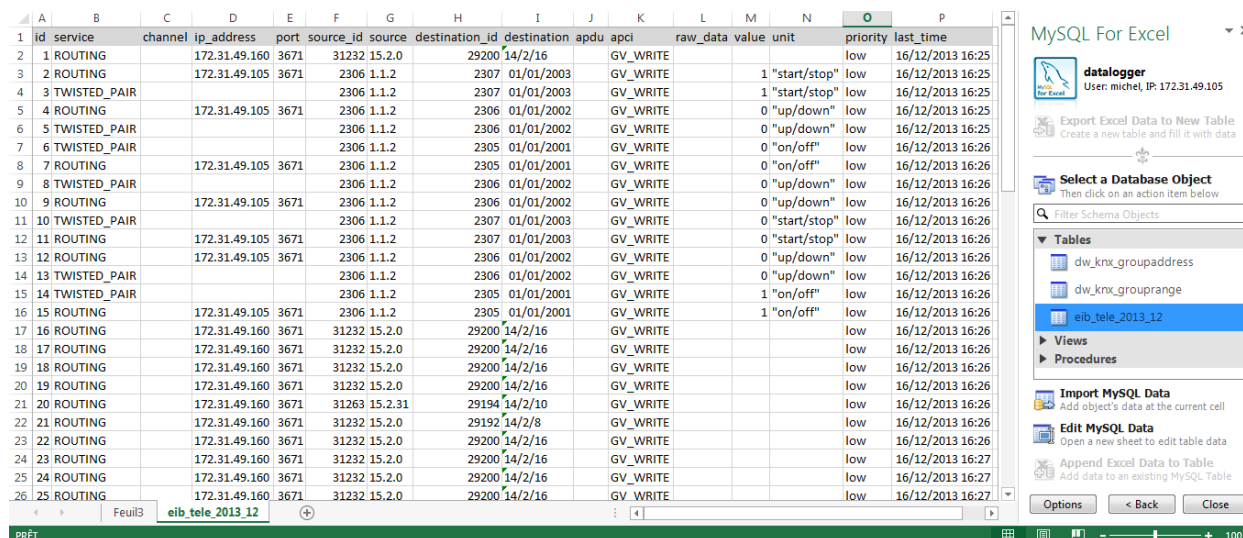 A B C D E F G H I J K L M N O P
1 id service channel ip_address port source_id source destination_id destination apdu apci raw_data value unit priority last_time
2 1 ROUTING 172.31.49.160 3671 31232 15.2.0 29200 14/2/16 GV_WRITE low 16/12/2013 16:25
3 2 ROUTING 172.31.49.105 3671 2306 1.1.2 2307 01/01/2003 GV_WRITE 1 "start/stop" low 16/12/2013 16:25
4 3 TWISTED_PAIR 2306 1.1.2 2307 01/01/2003 GV_WRITE 1 "start/stop" low 16/12/2013 16:25
5 4 ROUTING 172.31.49.105 3671 2306 1.1.2 2306 01/01/2002 GV_WRITE 0 "up/down" low 16/12/2013 16:25
6 5 TWISTED_PAIR 2306 1.1.2 2306 01/01/2002 GV_WRITE 0 "up/down" low 16/12/2013 16:25
7 6 TWISTED_PAIR 2306 1.1.2 2305 01/01/2001 GV_WRITE 0 "on/off" low 16/12/2013 16:26
8 7 ROUTING 172.31.49.105 3671 2306 1.1.2 2305 01/01/2001 GV_WRITE 0 "on/off" low 16/12/2013 16:26
9 8 TWISTED_PAIR 2306 1.1.2 2306 01/01/2002 GV_WRITE 0 "up/down" low 16/12/2013 16:26
10 9 ROUTING 172.31.49.105 3671 2306 1.1.2 2306 01/01/2002 GV_WRITE 0 "up/down" low 16/12/2013 16:26
11 10 TWISTED_PAIR 2306 1.1.2 2307 01/01/2003 GV_WRITE 0 "start/stop" low 16/12/2013 16:26
12 11 ROUTING 172.31.49.105 3671 2306 1.1.2 2307 01/01/2003 GV_WRITE 0 "start/stop" low 16/12/2013 16:26
13 12 ROUTING 172.31.49.105 3671 2306 1.1.2 2306 01/01/2002 GV_WRITE 0 "up/down" low 16/12/2013 16:26
14 13 TWISTED_PAIR 2306 1.1.2 2306 01/01/2002 GV_WRITE 0 "up/down" low 16/12/2013 16:26
15 14 TWISTED_PAIR 2306 1.1.2 2305 01/01/2001 GV_WRITE 1 "on/off" low 16/12/2013 16:26
16 15 ROUTING 172.31.49.105 3671 2306 1.1.2 2305 01/01/2001 GV_WRITE 1 "on/off" low 16/12/2013 16:26
17 16 ROUTING 172.31.49.160 3671 31232 15.2.0 29200 14/2/16 GV_WRITE low 16/12/2013 16:26
18 17 ROUTING 172.31.49.160 3671 31232 15.2.0 29200 14/2/16 GV_WRITE low 16/12/2013 16:26
19 18 ROUTING 172.31.49.160 3671 31232 15.2.0 29200 14/2/16 GV_WRITE low 16/12/2013 16:26
20 19 ROUTING 172.31.49.160 3671 31232 15.2.0 29200 14/2/16 GV_WRITE low 16/12/2013 16:26
21 20 ROUTING 172.31.49.160 3671 31263 15.2.31 29194 14/2/10 GV_WRITE low 16/12/2013 16:26
22 21 ROUTING 172.31.49.160 3671 31232 15.2.0 29192 14/2/8 GV_WRITE low 16/12/2013 16:26
23 22 ROUTING 172.31.49.160 3671 31232 15.2.0 29200 14/2/16 GV_WRITE low 16/12/2013 16:26
24 23 ROUTING 172.31.49.160 3671 31232 15.2.0 29200 14/2/16 GV_WRITE low 16/12/2013 16:27
25 24 ROUTING 172.31.49.160 3671 31232 15.2.0 29200 14/2/16 GV_WRITE low 16/12/2013 16:27
26 25 ROUTING 172.31.49.160 3671 31232 15.2.0 29200 14/2/16 GV_WRITE low 16/12/2013 16:27
Feuil3 eib_tele_2013_12
PRÊT
MySQL For Excel
datalogger
User: michel, IP: 172.31.49.105
Export Excel Data to New Table
Create a new table and fill it with data
Select a Database Object
Then click on an action item below
Filter Schema Objects
Tables
dw_knx_groupaddress
dw_knx_grouprange
eib_tele_2013_12
Views
Procedures
Import MySQL Data
Add object's data at the current cell
Edit MySQL Data
Open a new sheet to edit table data
Append Excel Data to Table
Add data to an existing MySQL Table
Options < Back Close
100